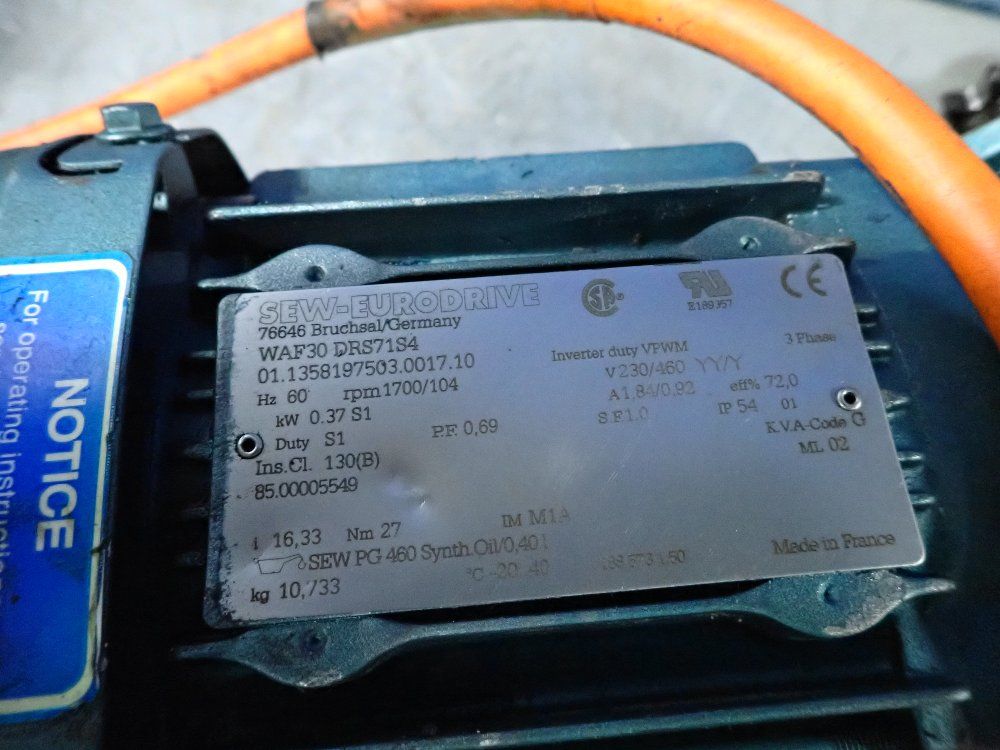 SEW-EURODRIVE
76646 Bruchsal/Germany
WAF30 DRS71S4
01.1358197503.0017.10
Inverter duty VPWM 3 Phase
Hz 60 rpm 1700/104 V 230/460 YY/Y
kW 0.37 S1 A 1,84/0,92 eff% 72,0
Duty S1 P.F. 0,69 S.F. 1.0 IP 54 01
Ins.Cl. 130(B) K.V.A-Code G
85.00005549 ML 02
i 16,33 Nm 27 IM M1A
SEW PG 460 Synth.Oil/0,40 l
kg 10,733 °C -20 40 Made in France
CSA ®
E189357
CE
NOTICE
For operating instruction